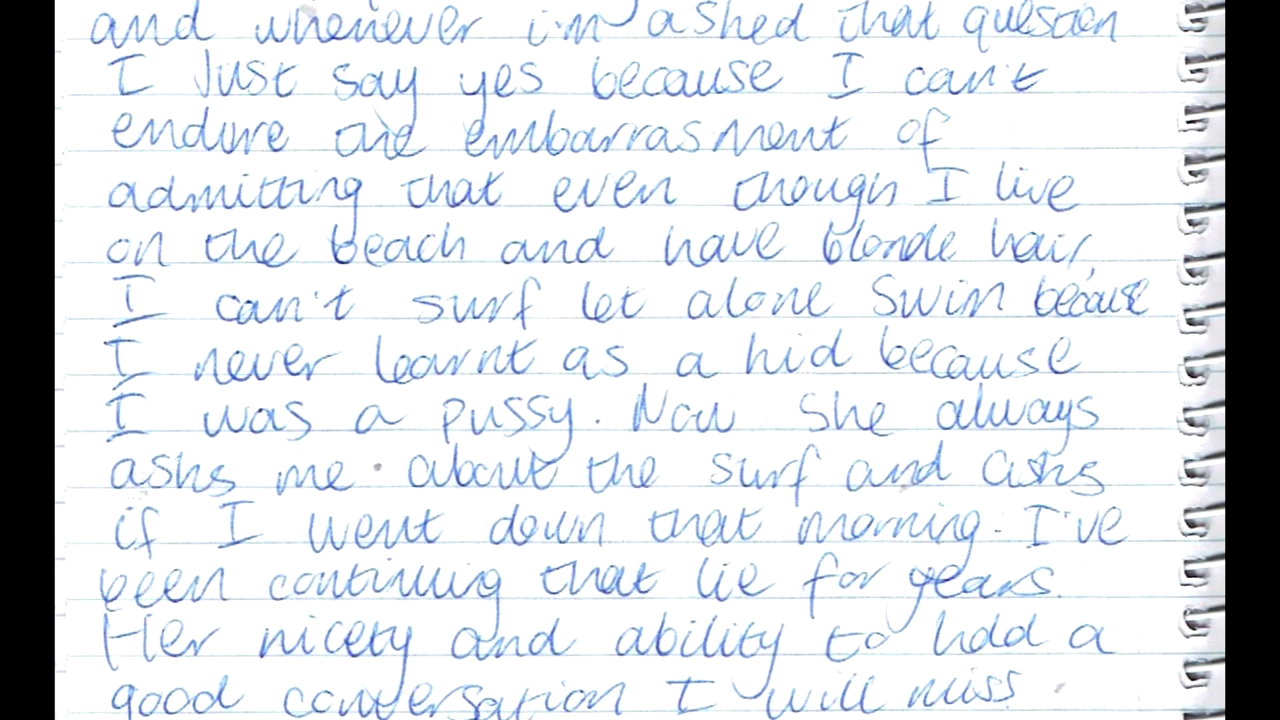 and whenever i'm asked that question
I Just say yes because I can't
endure the embarrasment of
admitting that even though I live
on the beach and have blonde hair,
I can't surf let alone swim because
I never learnt as a kid because
I was a pussy. Now she always
asks me about the surf and asks
if I went down that morning. I've
been continuing that lie for years.
Her nicety and ability to hold a
good conversation I will miss.